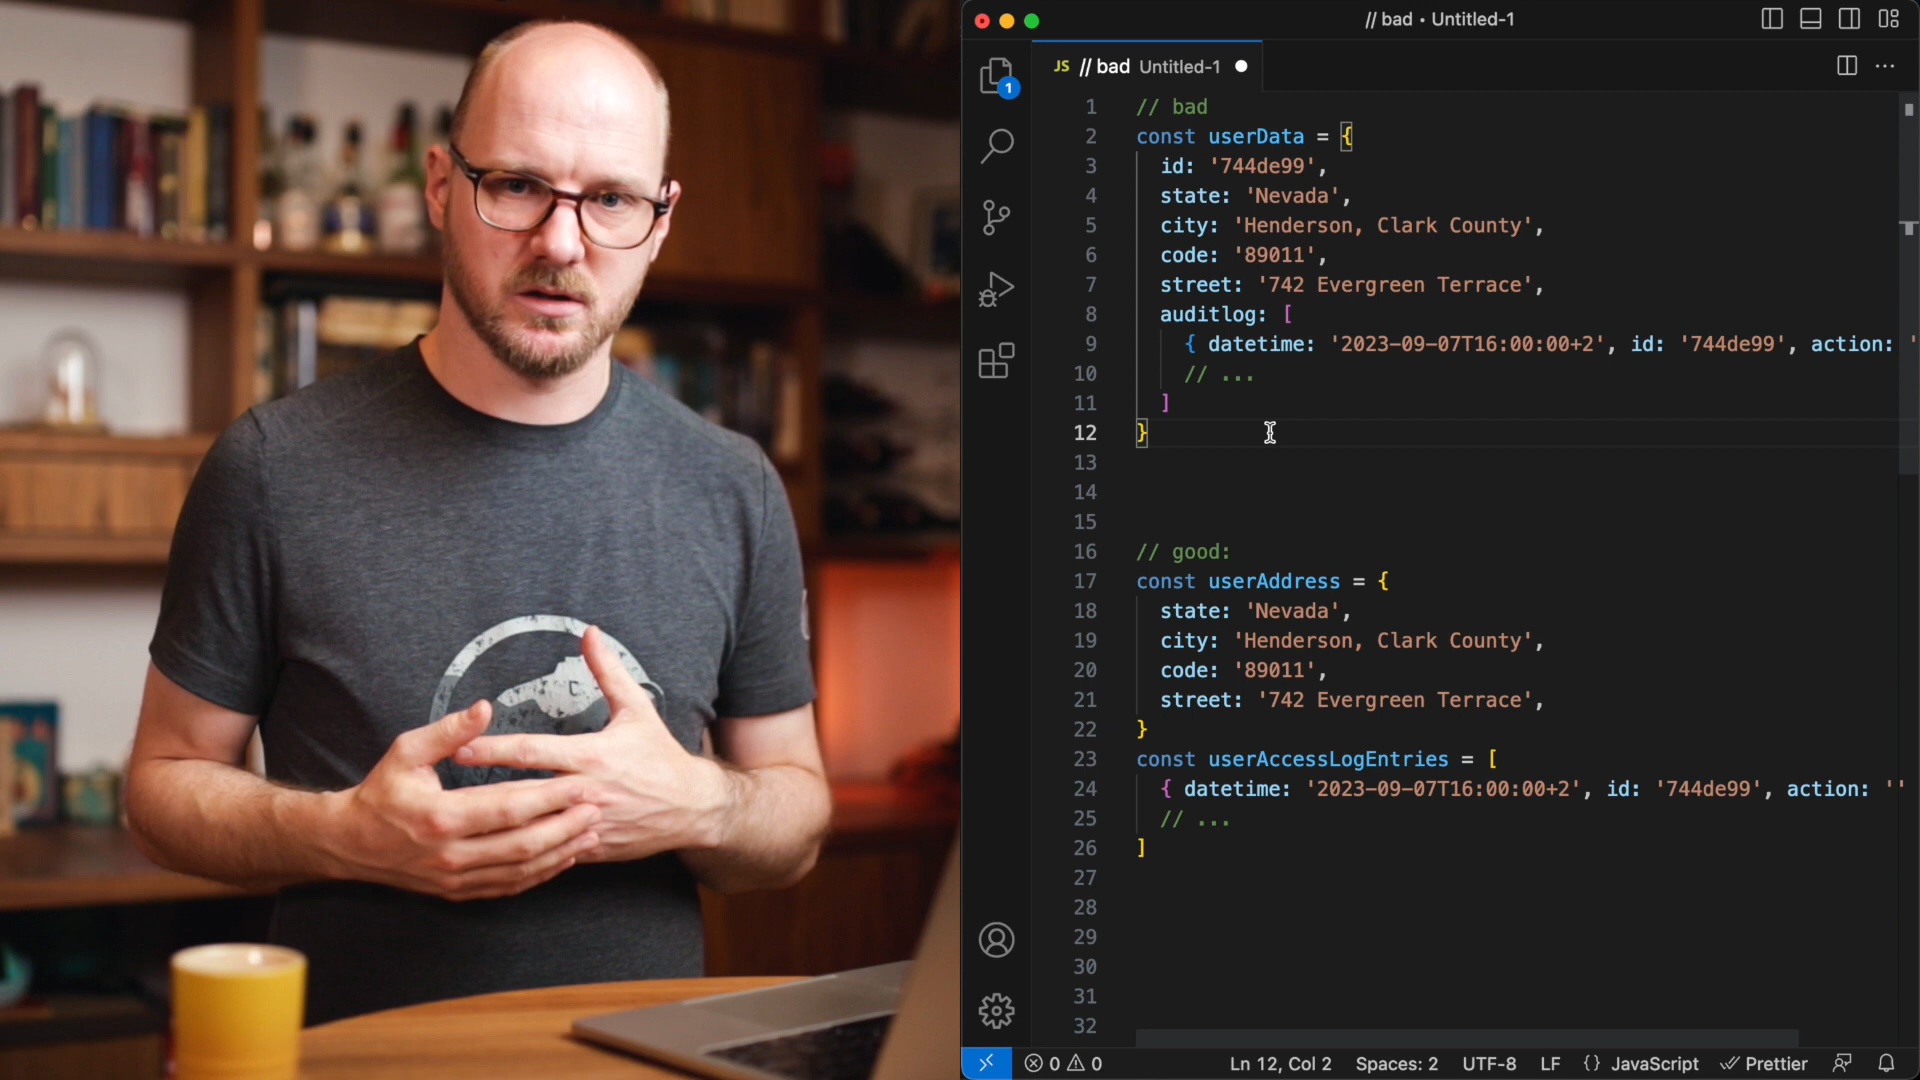 // bad • Untitled-1
JS // bad Untitled-1
1
1 // bad
2 const userData = {
3 id: '744de99',
4 state: 'Nevada',
5 city: 'Henderson, Clark County',
6 code: '89011',
7 street: '742 Evergreen Terrace',
8 auditlog: [
9 { datetime: '2023-09-07T16:00:00+2', id: '744de99', action: '
10 // ...
11 ]
12 }
13
14
15
16 // good:
17 const userAddress = {
18 state: 'Nevada',
19 city: 'Henderson, Clark County',
20 code: '89011',
21 street: '742 Evergreen Terrace',
22 }
23 const userAccessLogEntries = [
24 { datetime: '2023-09-07T16:00:00+2', id: '744de99', action: ''
25 // ...
26 ]
27
28
29
30
31
32
0 0 Ln 12, Col 2 Spaces: 2 UTF-8 LF {} JavaScript Prettier